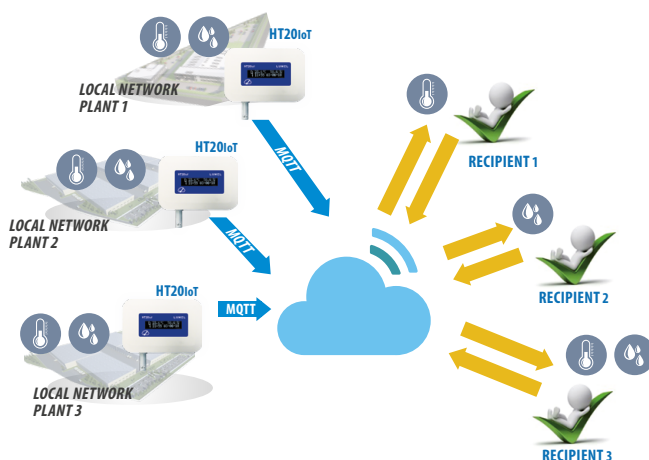 HT20IoT
LOCAL NETWORK
PLANT 1
MQTT
HT20IoT
LOCAL NETWORK
PLANT 2
MQTT
HT20IoT
LOCAL NETWORK
PLANT 3
MQTT
RECIPIENT 1
RECIPIENT 2
RECIPIENT 3